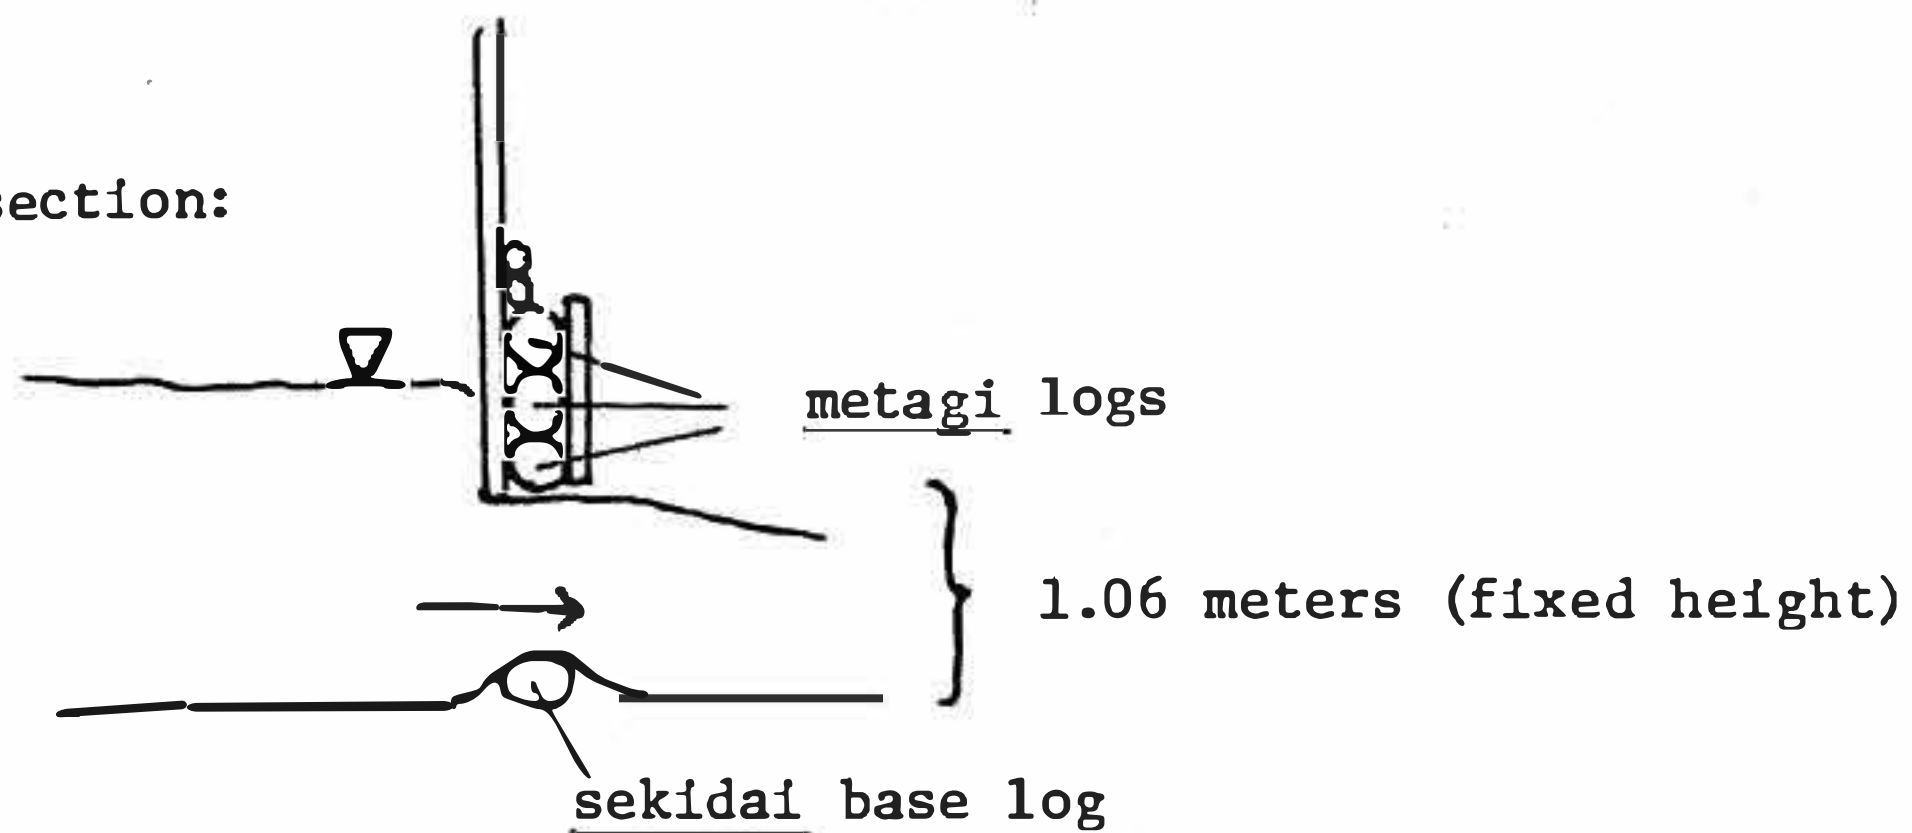 section:
metagi logs
1.06 meters (fixed height)
sekidai base log